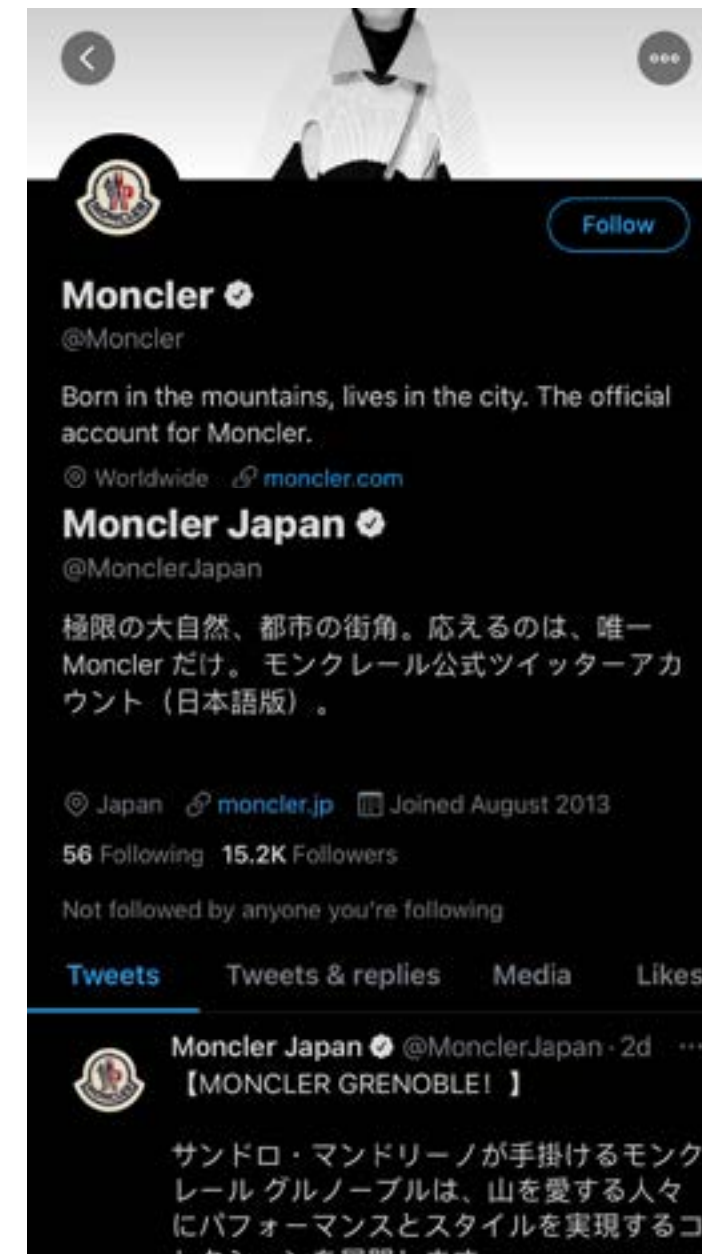 MONCLER
Follow
Moncler
@Moncler
Born in the mountains, lives in the city. The official
account for Moncler.
Worldwide moncler.com
Moncler Japan
@MonclerJapan
極限の大自然、都市の街角。応えるのは、唯一
Moncler だけ。 モンクレール公式ツイッターアカ
ウント（日本語版）。
Japan moncler.jp Joined August 2013
56 Following 15.2K Followers
Not followed by anyone you're following
Tweets Tweets & replies Media Likes
Moncler Japan @MonclerJapan · 2d
MONCLER
【MONCLER GRENOBLE! 】
サンドロ・マンドリーノが手掛けるモンク
レール グルノーブルは、山を愛する人々
にパフォーマンスとスタイルを実現するコ